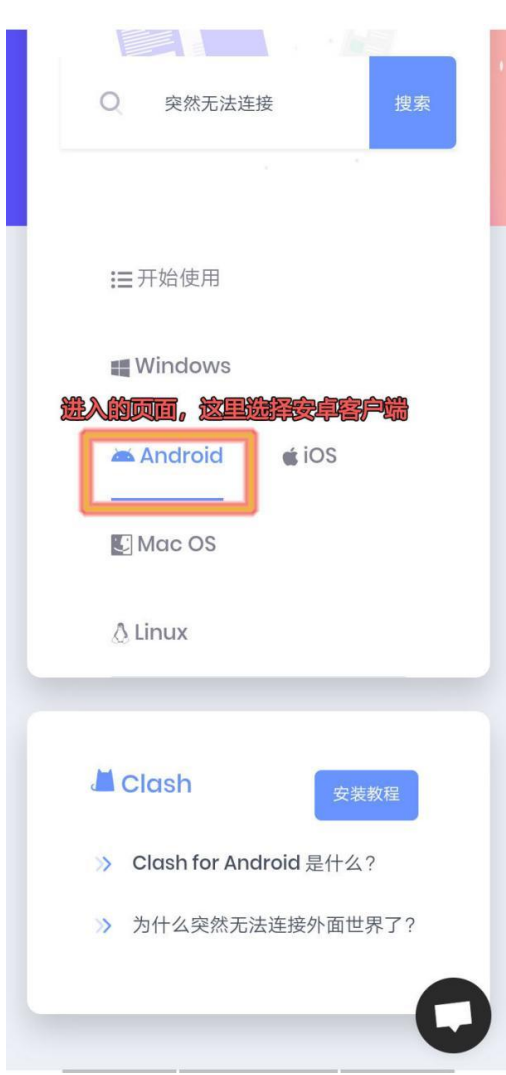 突然无法连接
搜索
开始使用
Windows
进入的页面，这里选择安卓客户端
Android
iOS
Mac OS
Linux
Clash
安装教程
Clash for Android 是什么？
为什么突然无法连接外面世界了？